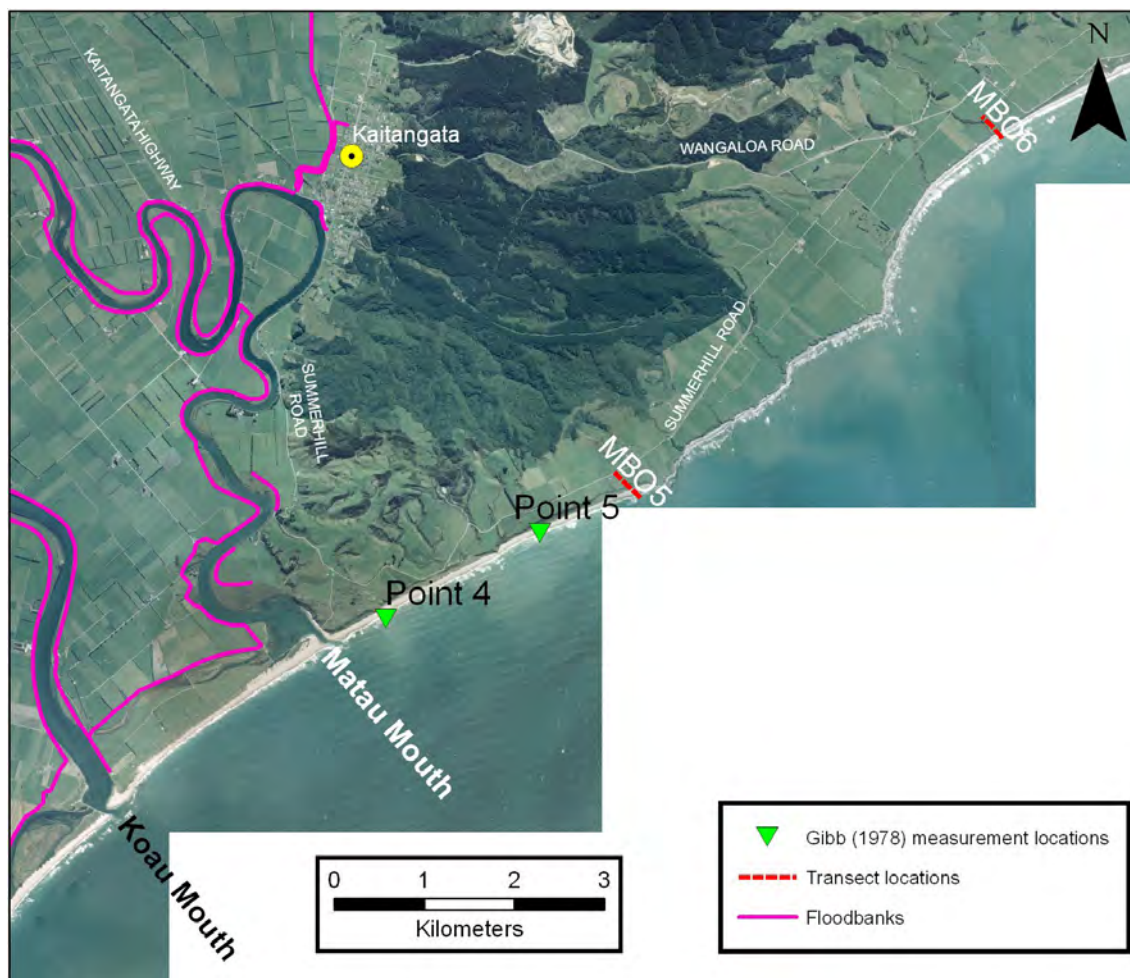 N
KAITANGATA HIGHWAY
Kaitangata
WANGALOA ROAD
MBO6
SUMMERHILL ROAD
SUMMERHILL
ROAD
MBO5
Point 5
Point 4
Matau Mouth
Koau Mouth
0 1 2 3
Kilometers
Gibb (1978) measurement locations
Transect locations
Floodbanks